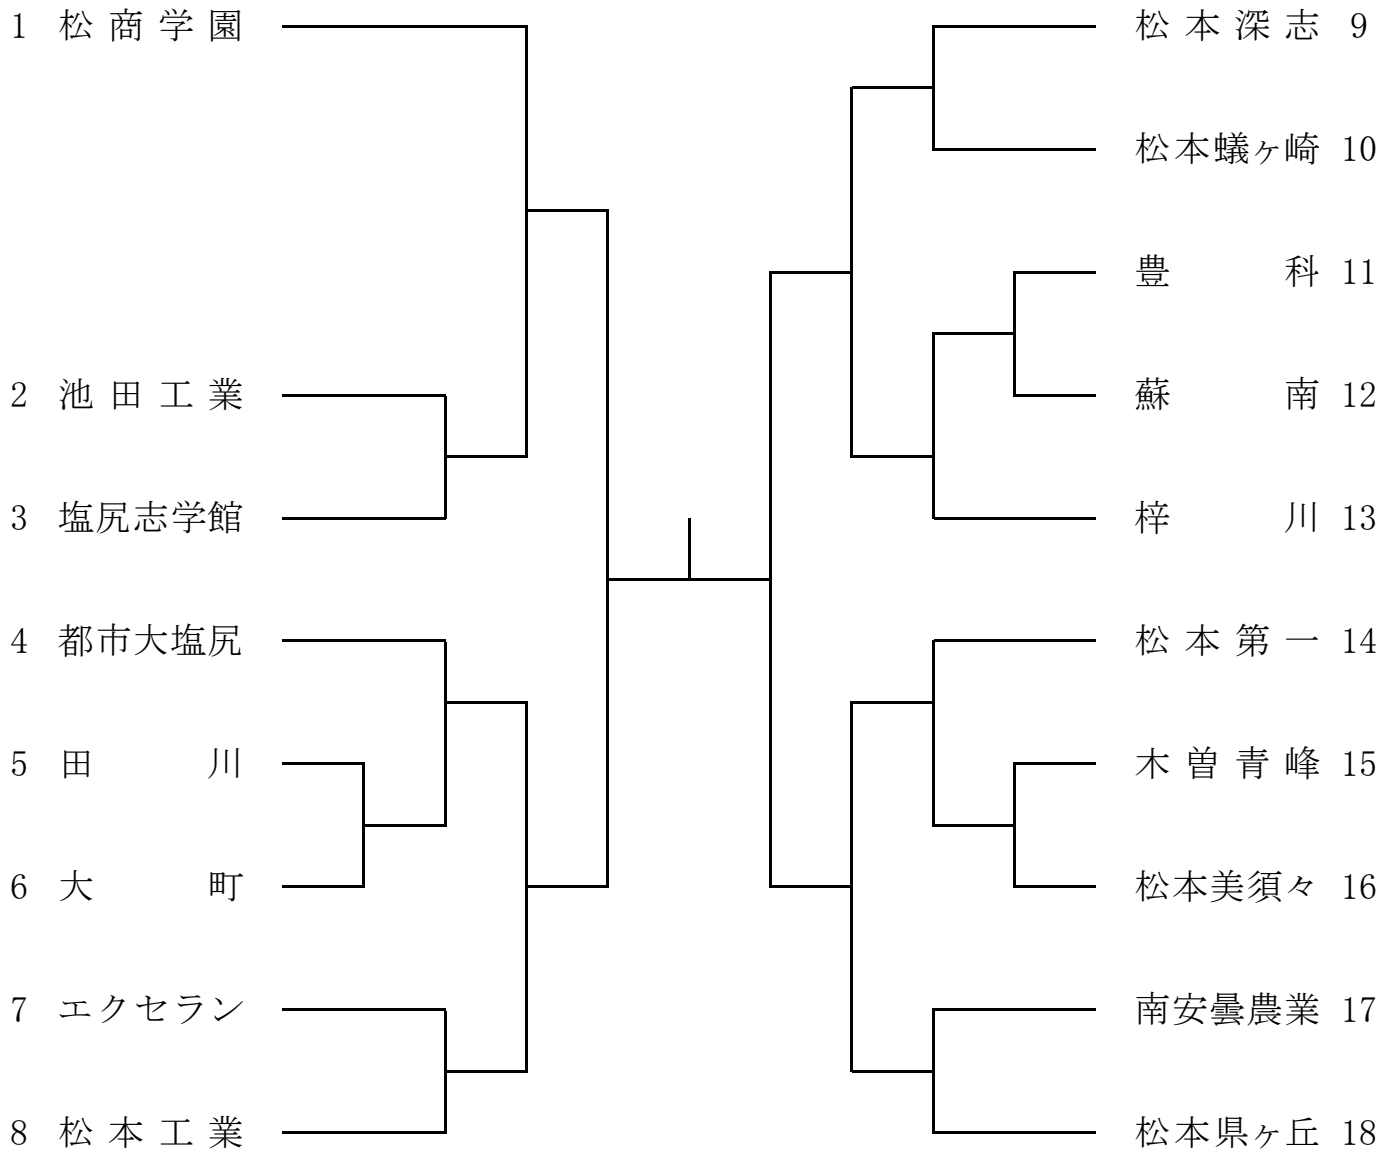 1 松商学園
2 池田工業
3 塩尻志学館
4 都市大塩尻
5 田川
6 大町
7 エクセラン
8 松本工業
松本深志 9
松本蟻ヶ崎 10
豊科 11
蘇南 12
梓川 13
松本第一 14
木曽青峰 15
松本美須々 16
南安曇農業 17
松本県ヶ丘 18